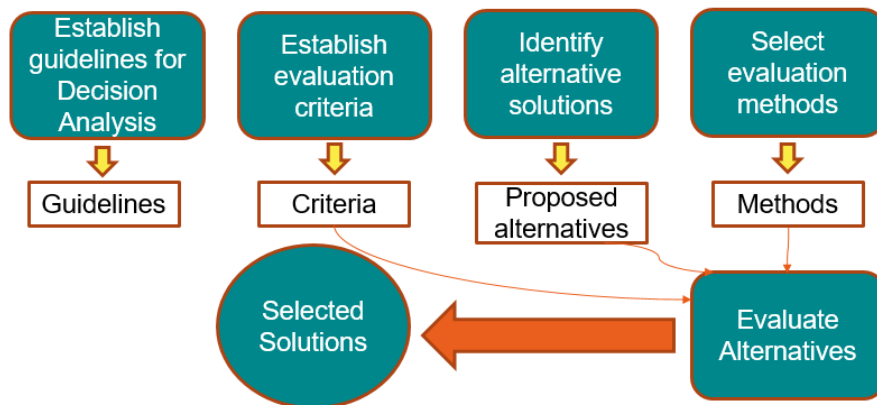 Establish
guidelines for
Decision
Analysis
Establish
evaluation
criteria
Identify
alternative
solutions
Select
evaluation
methods
Guidelines
Criteria
Proposed
alternatives
Methods
Selected
Solutions
Evaluate
Alternatives